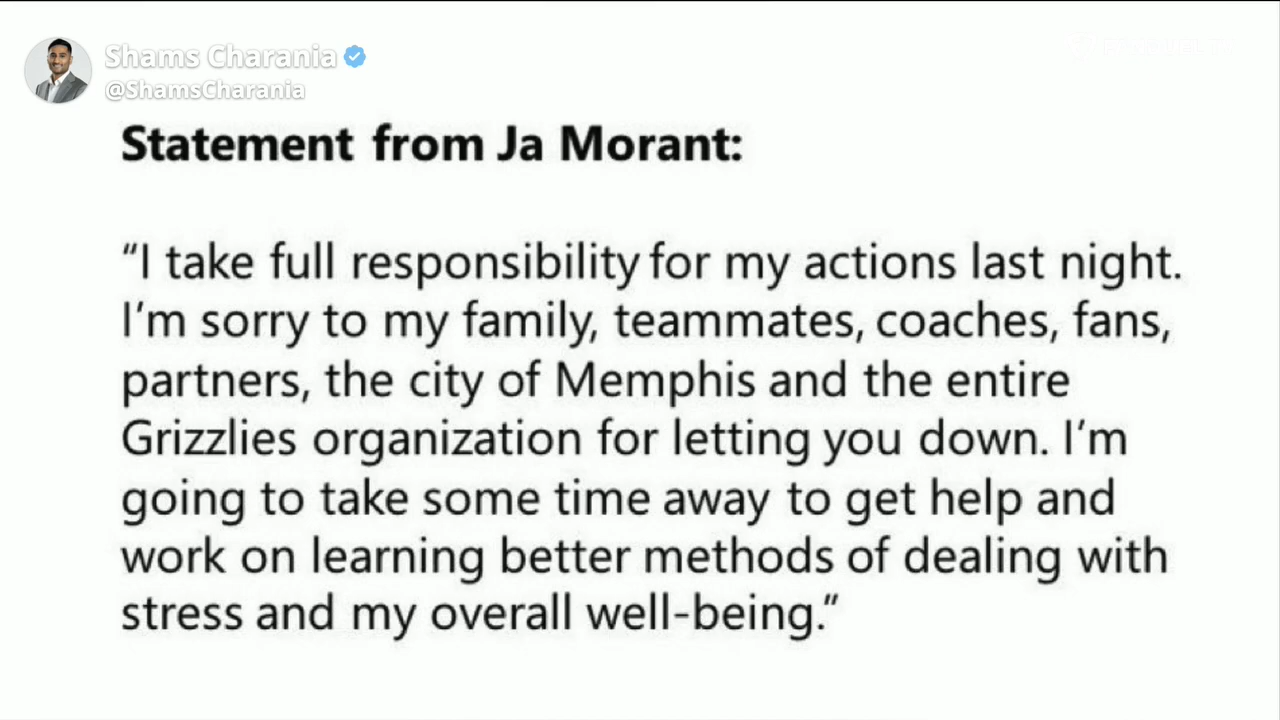 Shams Charania
@ShamsCharania
Statement from Ja Morant:
“I take full responsibility for my actions last night.
I’m sorry to my family, teammates, coaches, fans,
partners, the city of Memphis and the entire
Grizzlies organization for letting you down. I’m
going to take some time away to get help and
work on learning better methods of dealing with
stress and my overall well-being.”